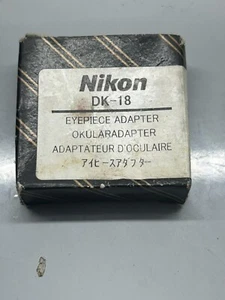 Nikon
DK-18
EYEPIECE ADAPTER
OKULARADAPTER
ADAPTATEUR D'OCULAIRE
アイピースアダプター